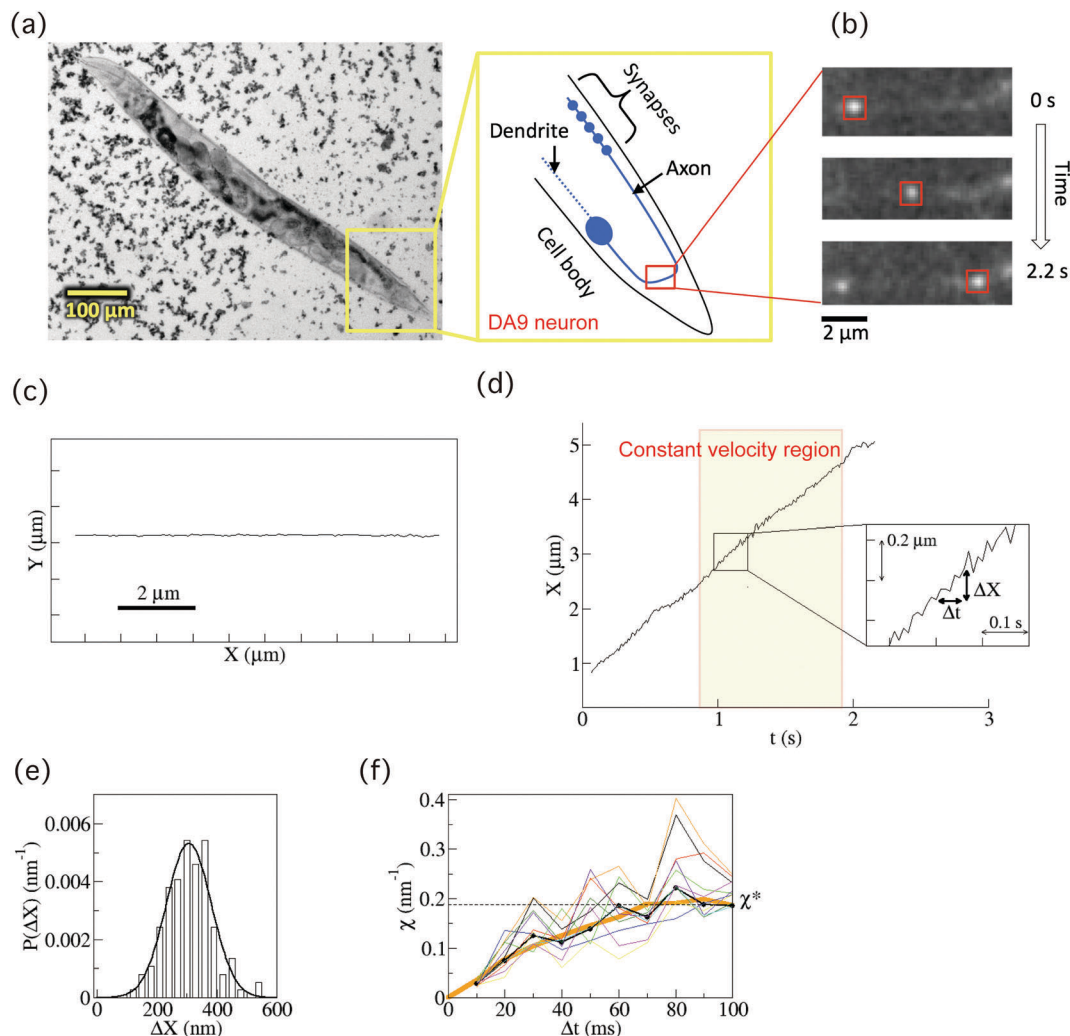 (a)
100 μm
Dendrite
Synapses
Axon
Cell body
DA9 neuron
(b)
0 s
Time
2.2 s
2 μm
(c)
Y (μm)
2 μm
X (μm)
(d)
Constant velocity region
X (μm)
5
4
3
2
1
0
1
2
3
t (s)
0.2 μm
ΔX
Δt
0.1 s
(e)
P(ΔX) (nm⁻¹)
0.006
0.004
0.002
0
0
200
400
600
ΔX (nm)
(f)
χ (nm⁻¹)
0.4
0.3
0.2
0.1
0
χ*
0
20
40
60
80
100
Δt (ms)